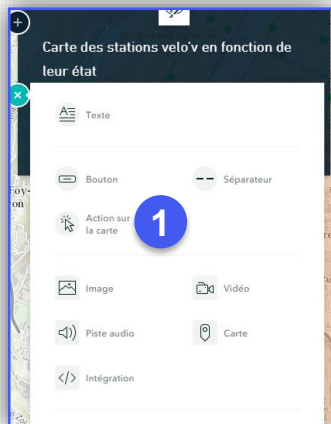 Carte des stations velo'v en fonction de
leur état
Texte
Bouton
Séparateur
Action sur
la carte
1
Image
Vidéo
Piste audio
Carte
Intégration